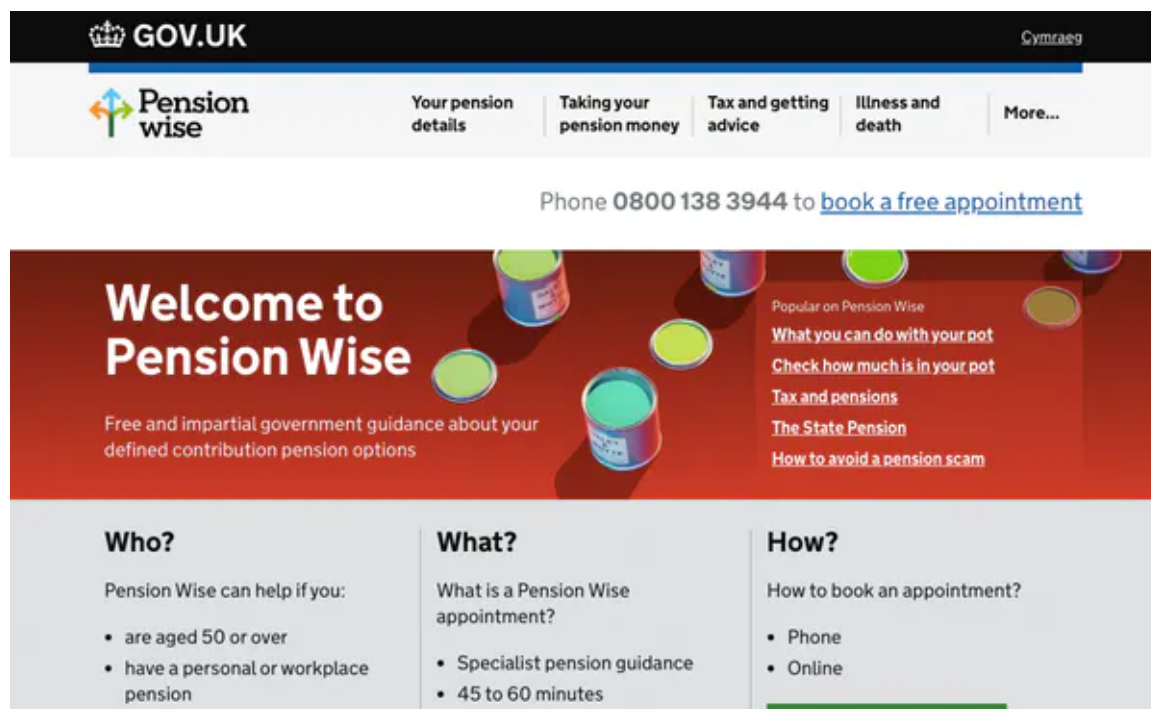 GOV.UK
Cymraeg
Pension
wise
Your pension
details
Taking your
pension money
Tax and getting
advice
Illness and
death
More...
Phone 0800 138 3944 to book a free appointment
Welcome to
Pension Wise
Free and impartial government guidance about your
defined contribution pension options
Popular on Pension Wise
What you can do with your pot
Check how much is in your pot
Tax and pensions
The State Pension
How to avoid a pension scam
Who?
Pension Wise can help if you:
• are aged 50 or over
• have a personal or workplace
pension
What?
What is a Pension Wise
appointment?
• Specialist pension guidance
• 45 to 60 minutes
How?
How to book an appointment?
• Phone
• Online